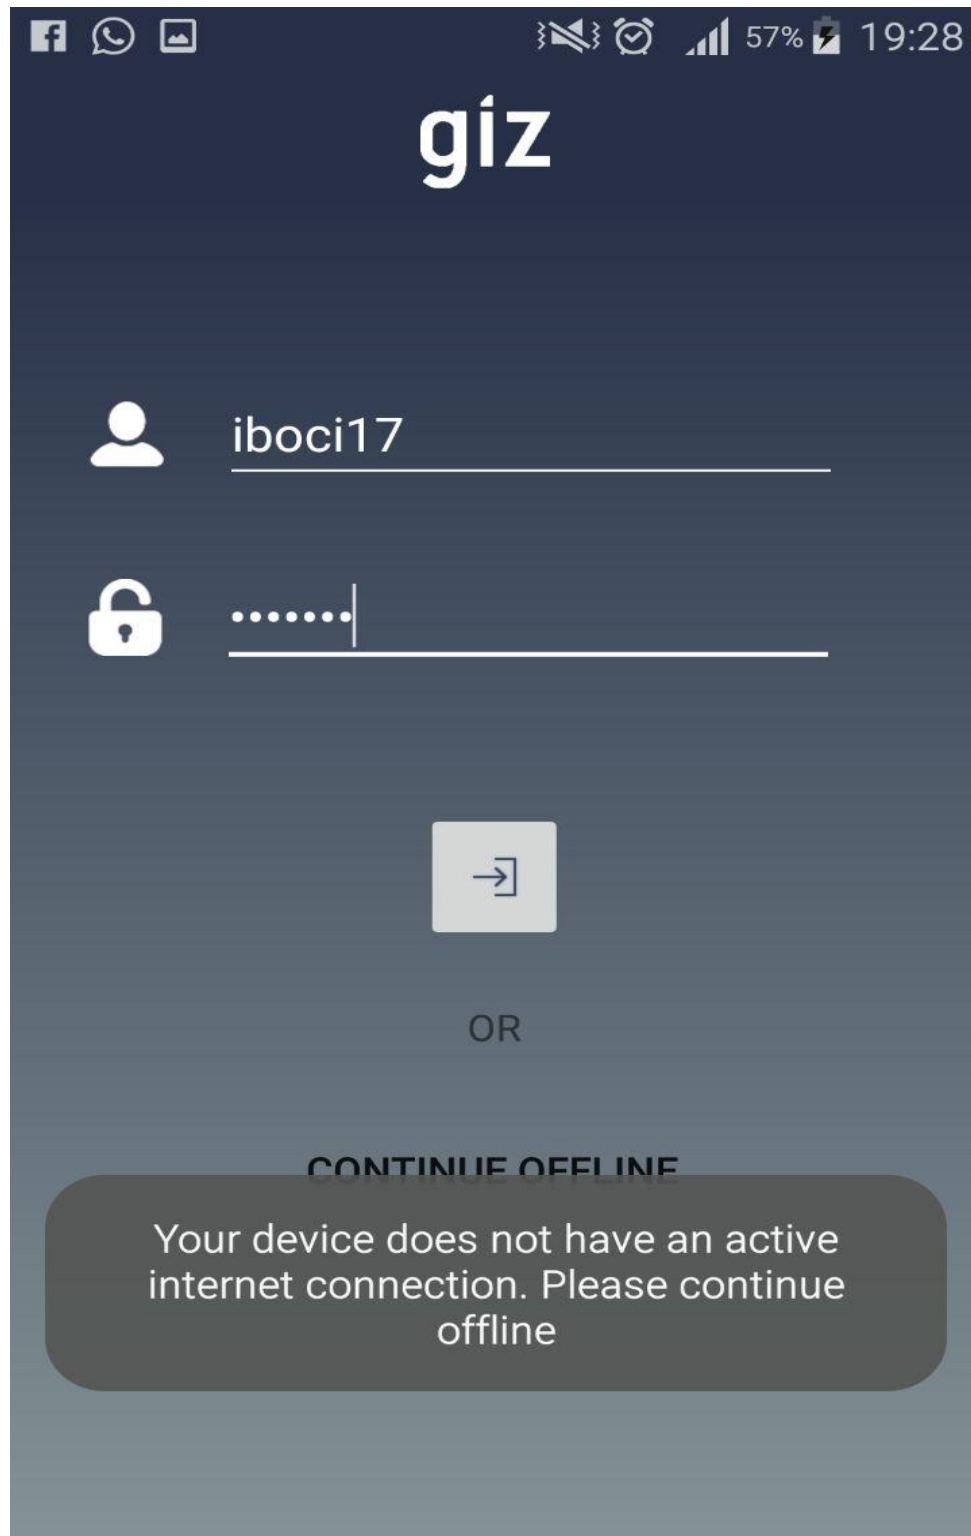 57% 19:28
giz
iboci17
•••••••
OR
CONTINUE OFFLINE
Your device does not have an active
internet connection. Please continue
offline